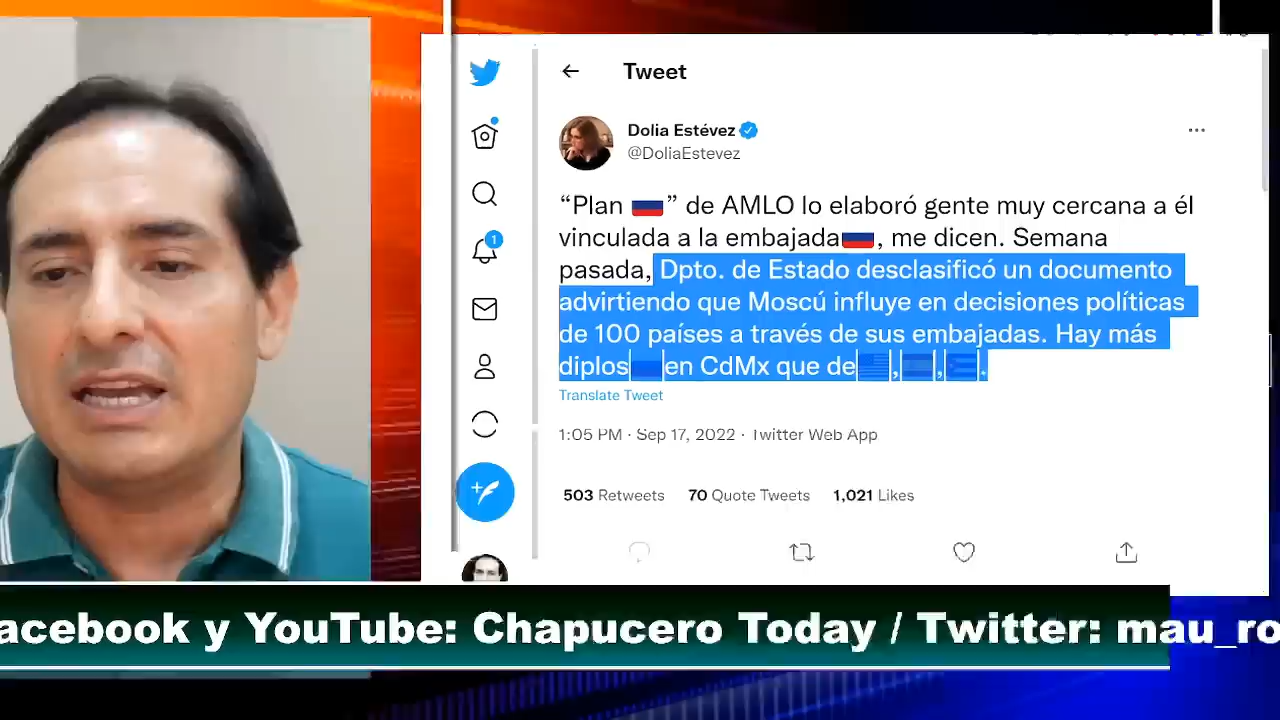 Tweet
Dolia Estévez
@DoliaEstevez
“Plan 🇷🇺” de AMLO lo elaboró gente muy cercana a él
vinculada a la embajada🇷🇺, me dicen. Semana
pasada, Dpto. de Estado desclasificó un documento
advirtiendo que Moscú influye en decisiones políticas
de 100 países a través de sus embajadas. Hay más
diplos🇷🇺en CdMx que de🇺🇸, , .
Translate Tweet
1:05 PM · Sep 17, 2022 · Twitter Web App
503 Retweets 70 Quote Tweets 1,021 Likes
1
acebook y YouTube: Chapucero Today / Twitter: mau_ro